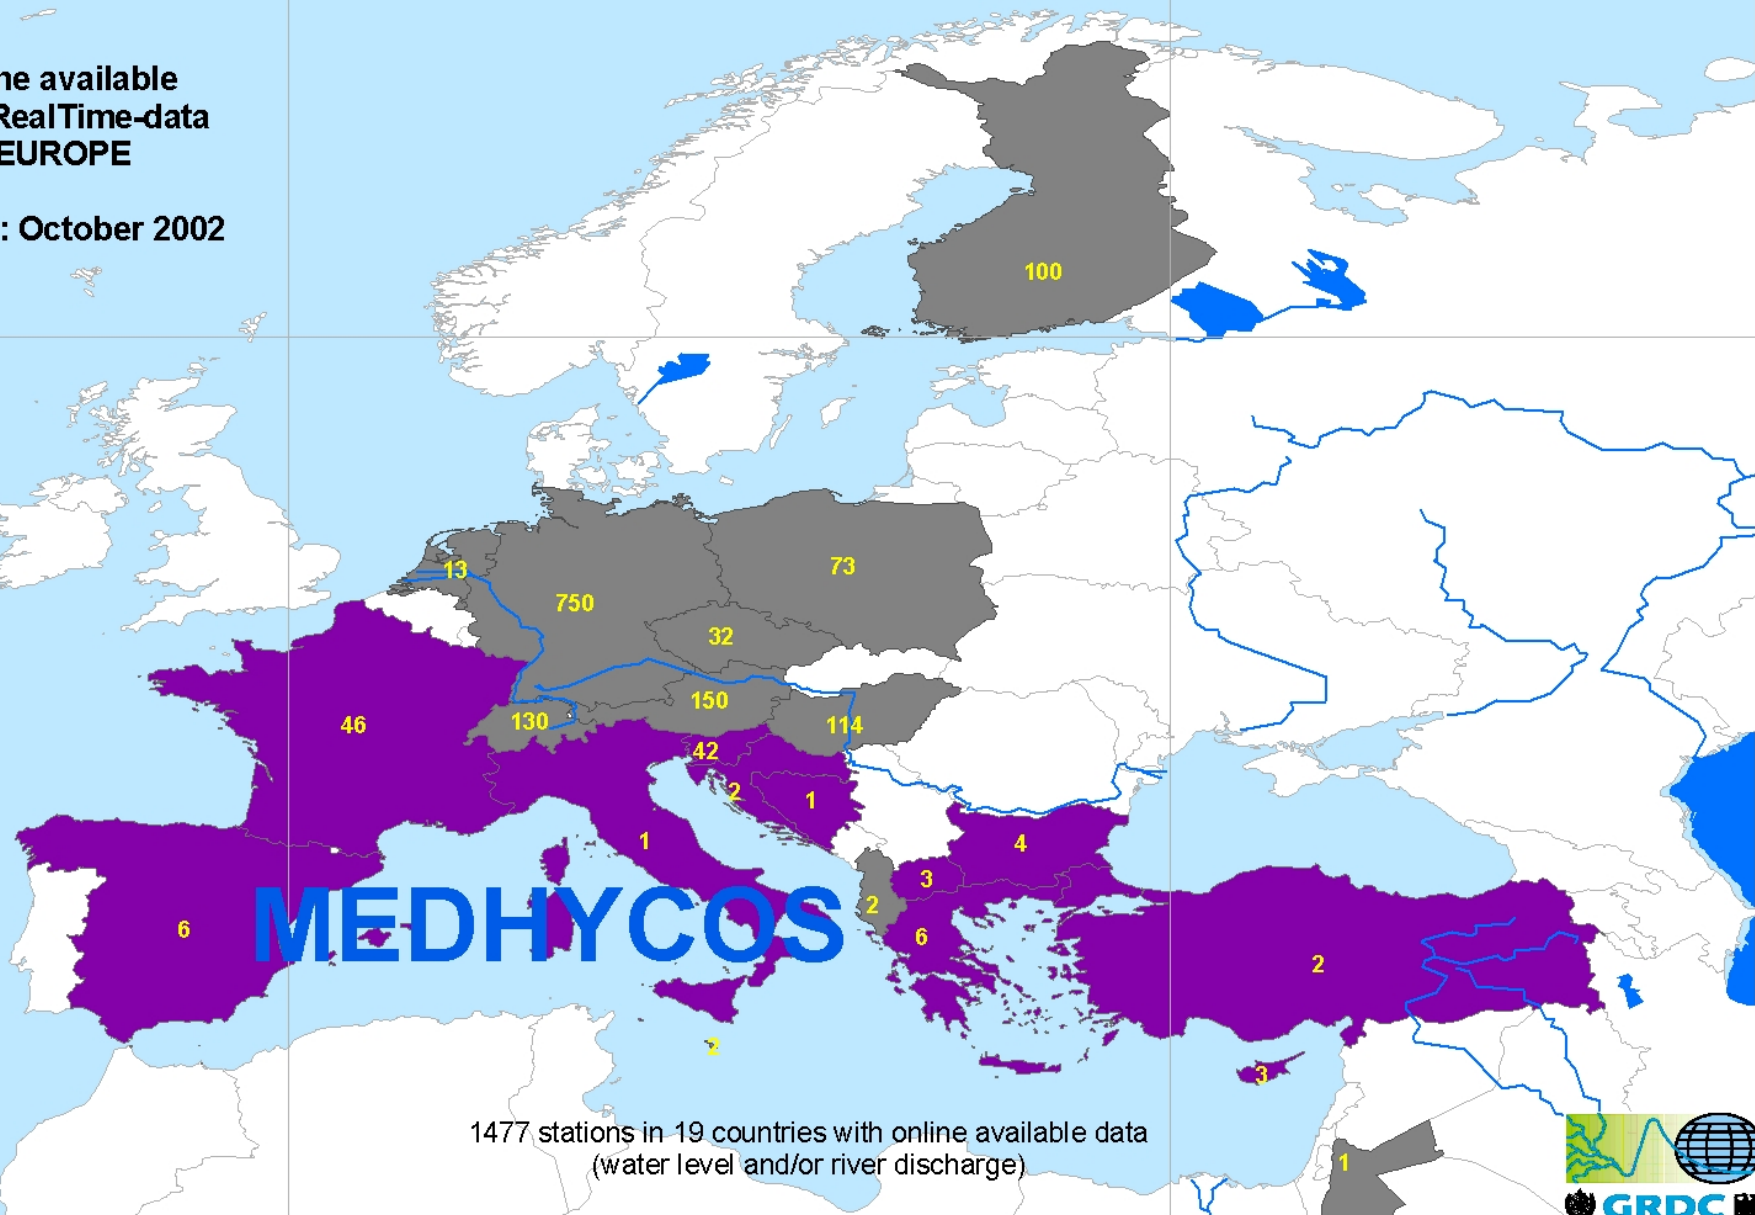 ne available
RealTime-data
EUROPE
: October 2002
100
13
73
750
32
150
130
114
46
42
2
1
1
4
3
2
6
6
MEDHYCOS
2
2
3
1477 stations in 19 countries with online available data
(water level and/or river discharge)
1
GRDC